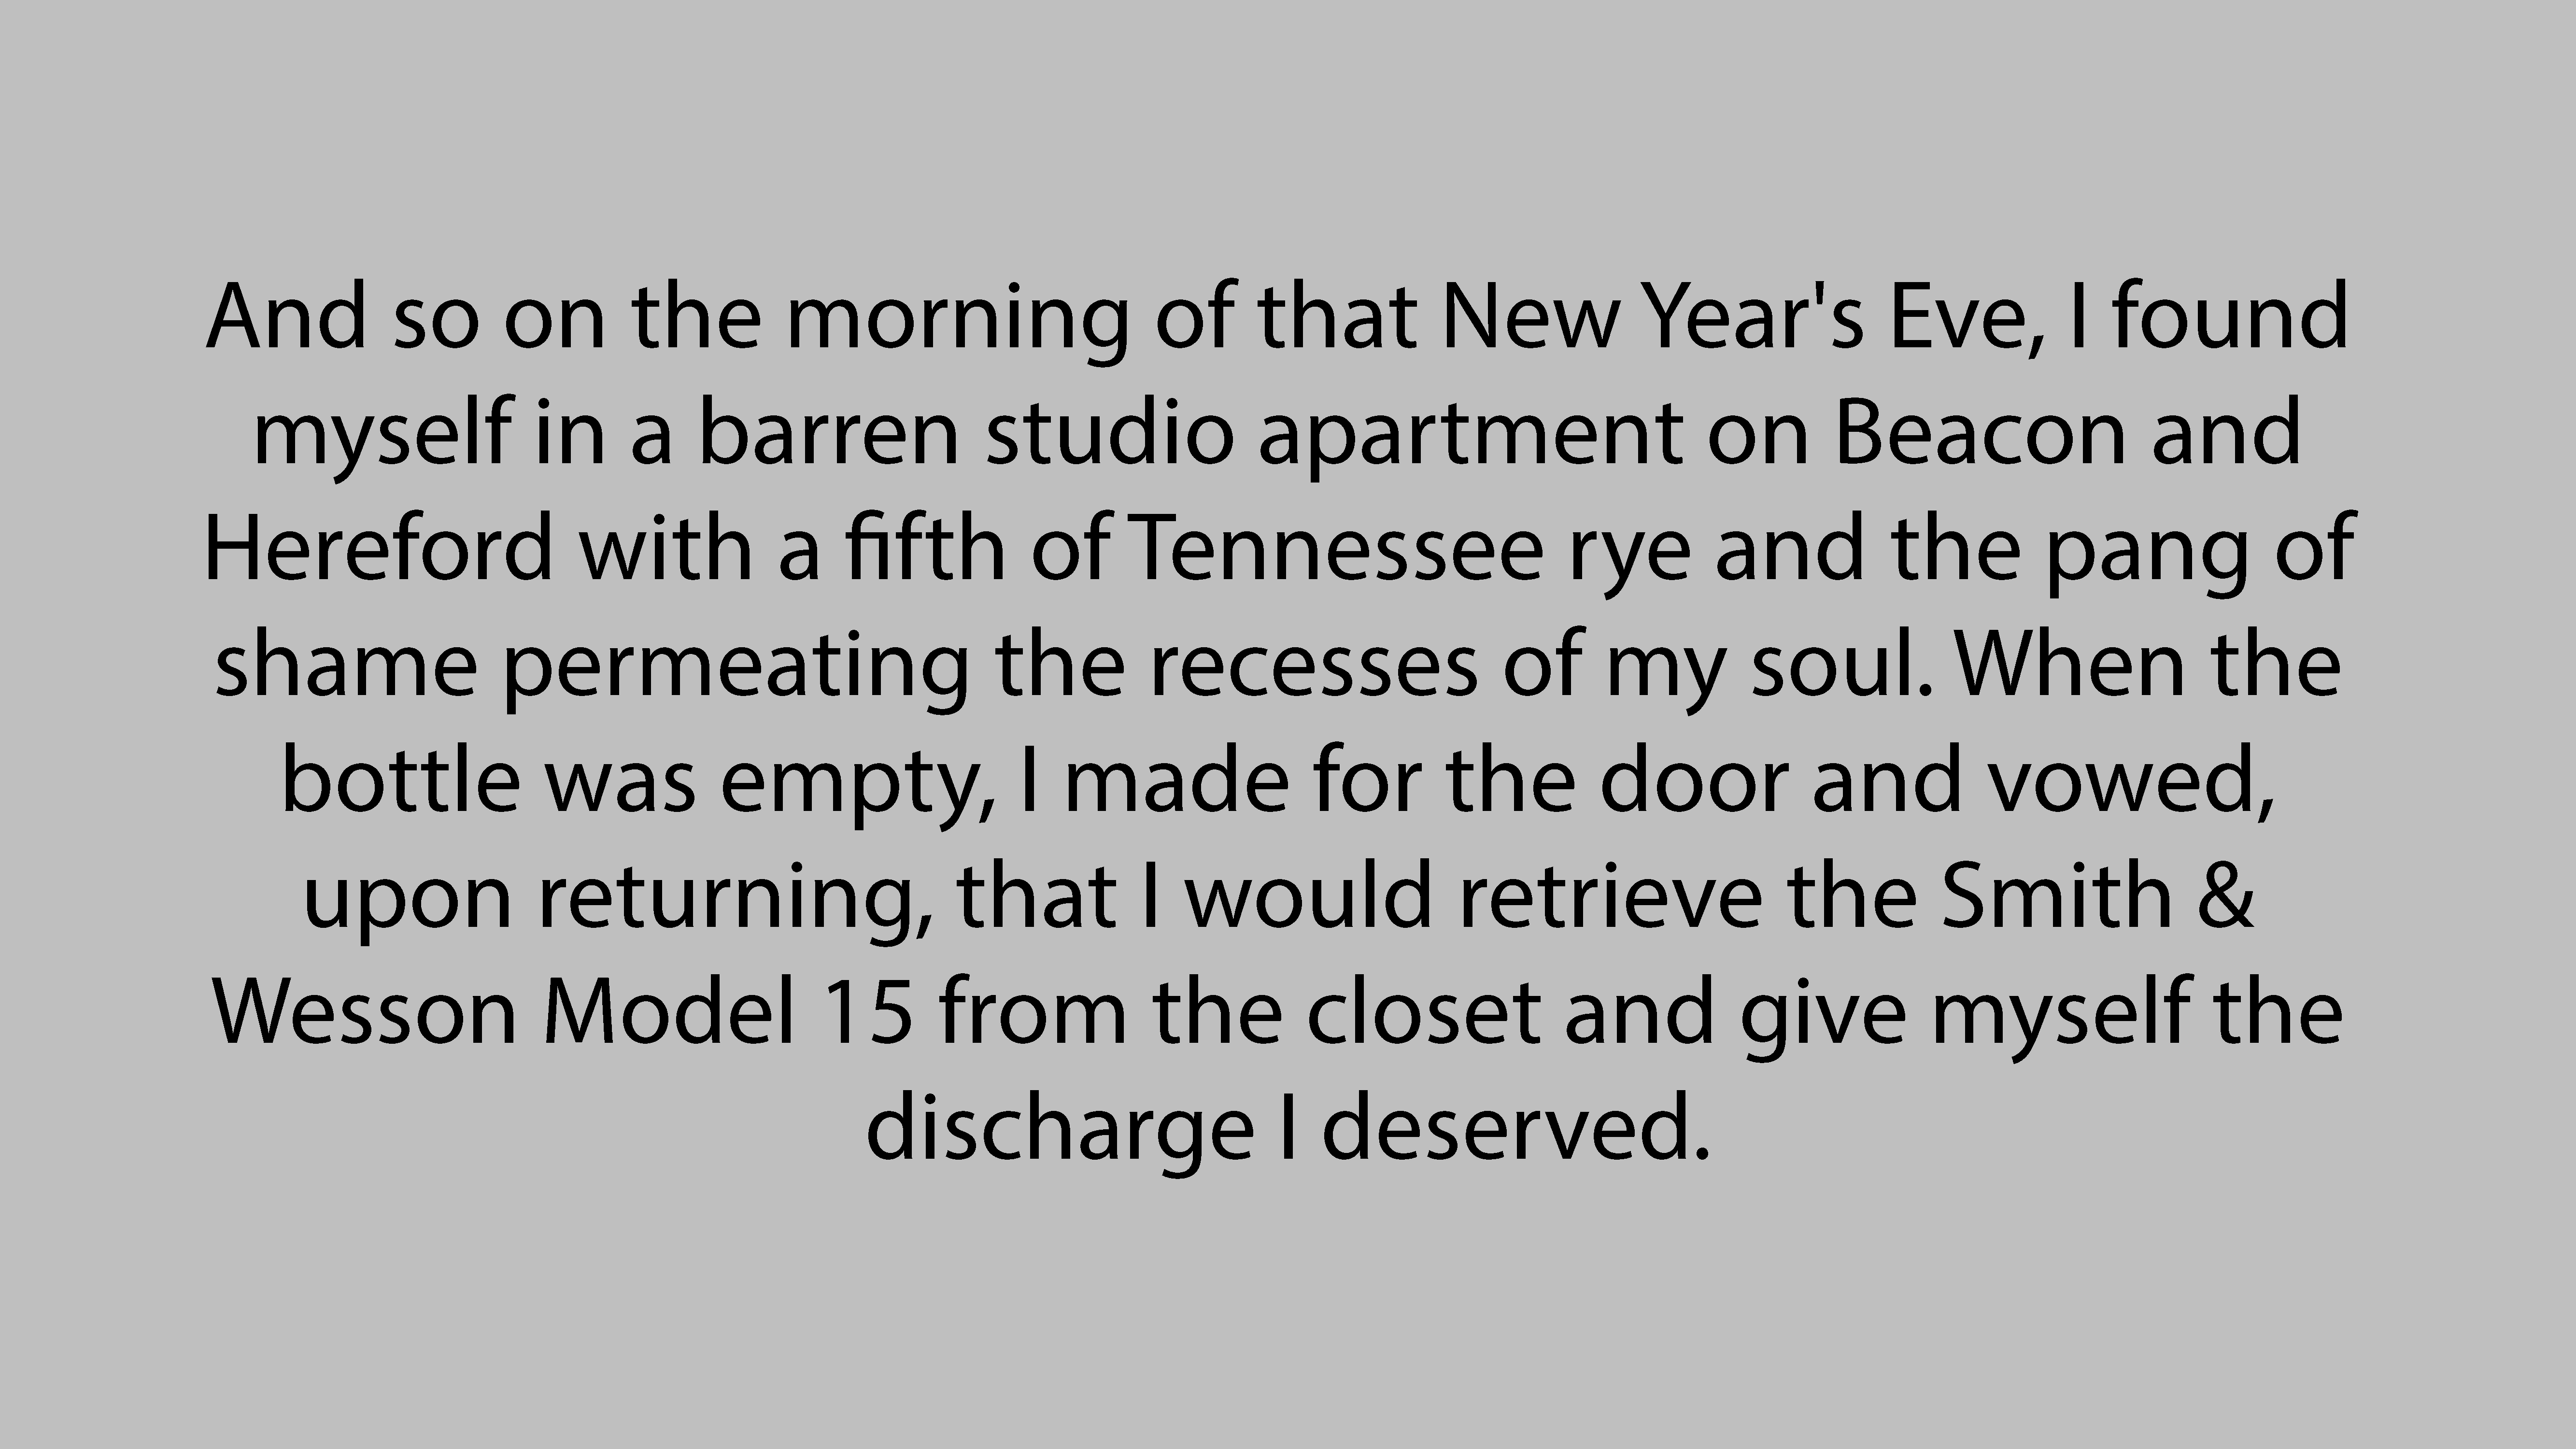 And so on the morning of that New Year's Eve, I found
myself in a barren studio apartment on Beacon and
Hereford with a fifth of Tennessee rye and the pang of
shame permeating the recesses of my soul. When the
bottle was empty, I made for the door and vowed,
upon returning, that I would retrieve the Smith &
Wesson Model 15 from the closet and give myself the
discharge I deserved.